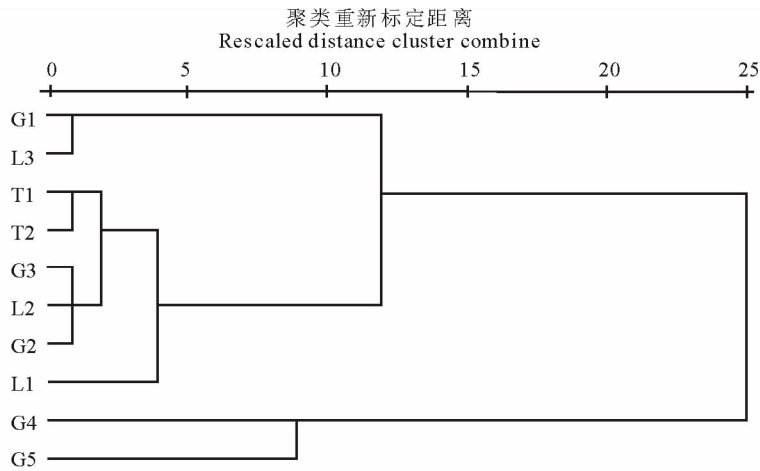 聚类重新标定距离
Rescaled distance cluster combine
0 5 10 15 20 25
G1
L3
T1
T2
G3
L2
G2
L1
G4
G5